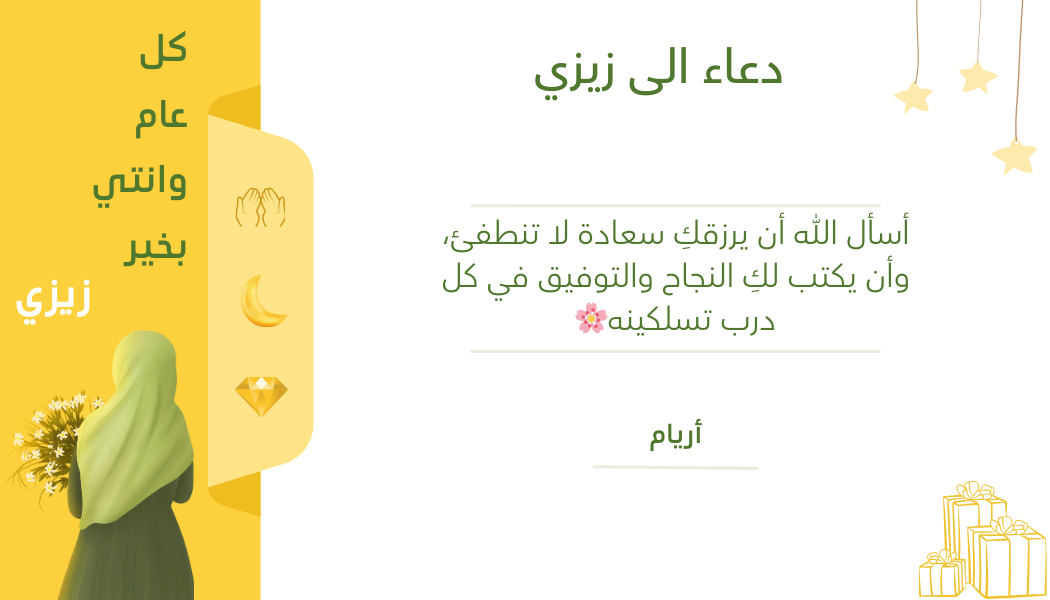 كل
عام
وانتي
بخير
زيزي
دعاء الى زيزي
أسأل الله أن يرزقكِ سعادة لا تنطفئ،
وأن يكتب لكِ النجاح والتوفيق في كل
درب تسلكينه🌸
أريام